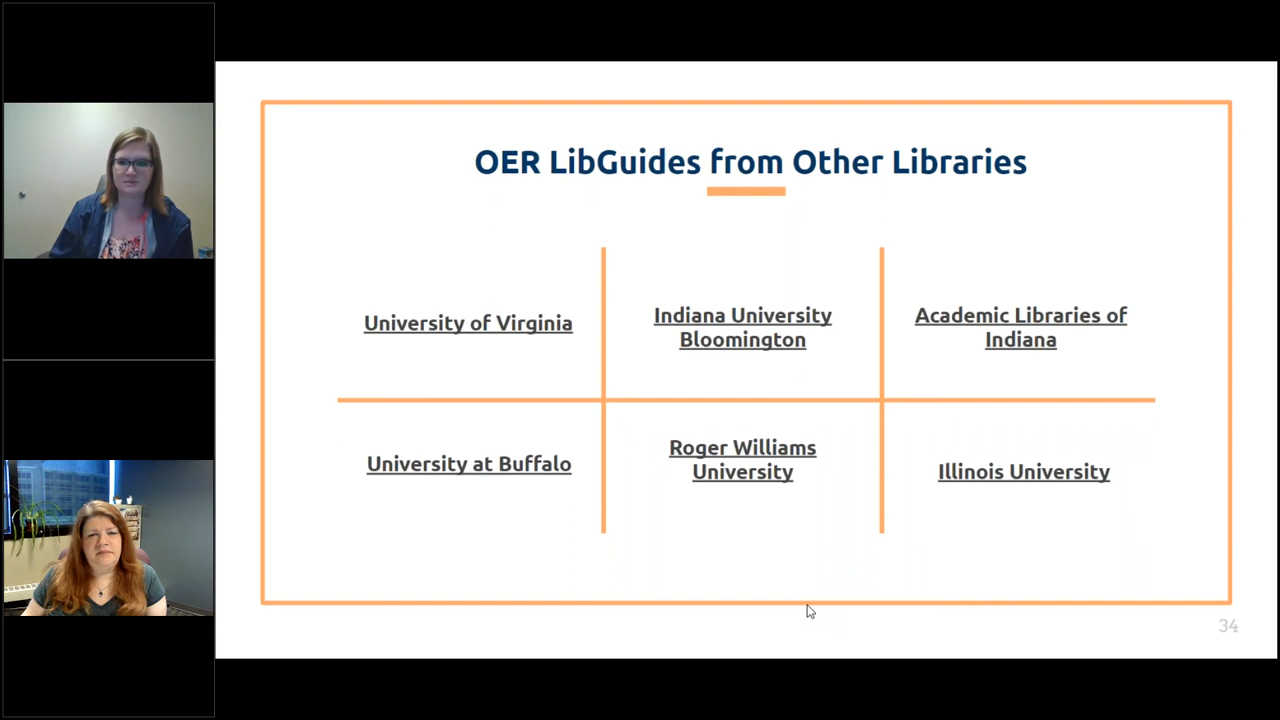 OER LibGuides from Other Libraries
University of Virginia
Indiana University
Bloomington
Academic Libraries of
Indiana
University at Buffalo
Roger Williams
University
Illinois University
34